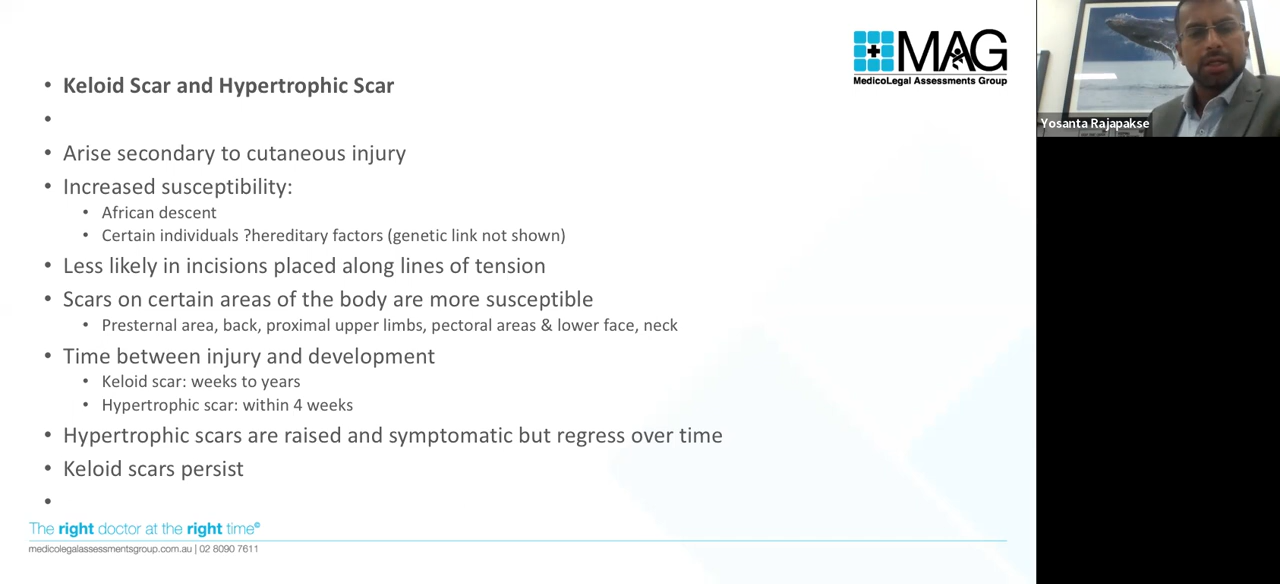 MAG
MedicoLegal Assessments Group
Yosanta Rajapakse
• Keloid Scar and Hypertrophic Scar
•
• Arise secondary to cutaneous injury
• Increased susceptibility:
• African descent
• Certain individuals ?hereditary factors (genetic link not shown)
• Less likely in incisions placed along lines of tension
• Scars on certain areas of the body are more susceptible
• Presternal area, back, proximal upper limbs, pectoral areas & lower face, neck
• Time between injury and development
• Keloid scar: weeks to years
• Hypertrophic scar: within 4 weeks
• Hypertrophic scars are raised and symptomatic but regress over time
• Keloid scars persist
•
The right doctor at the right time©
medicolegalassessmentsgroup.com.au | 02 8090 7611